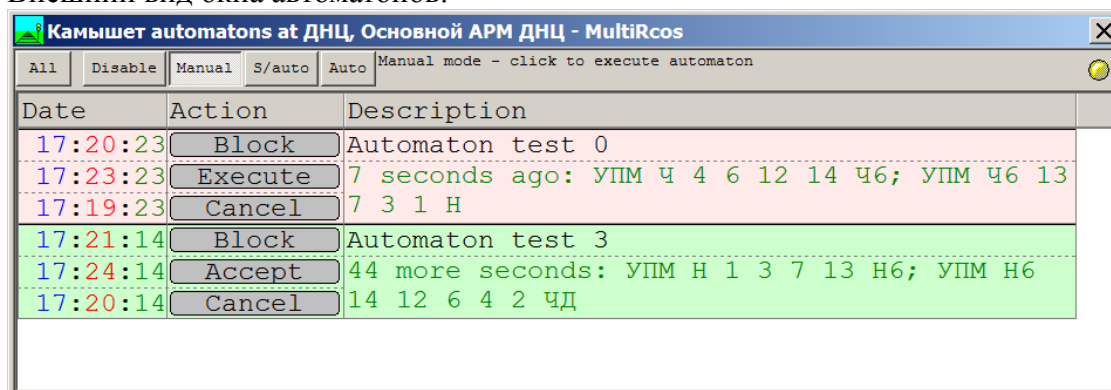 Внешний вид окна автоматонов:
Камышет automatons at ДНЦ, Основной АРМ ДНЦ - MultiRcos
All Disable Manual S/auto Auto Manual mode - click to execute automaton
Date Action Description
17:20:23 Block Automaton test 0
17:23:23 Execute 7 seconds ago: УПМ Ч 4 6 12 14 Ч6; УПМ Ч6 13
17:19:23 Cancel 7 3 1 Н
17:21:14 Block Automaton test 3
17:24:14 Accept 44 more seconds: УПМ Н 1 3 7 13 Н6; УПМ Н6
17:20:14 Cancel 14 12 6 4 2 ЧД